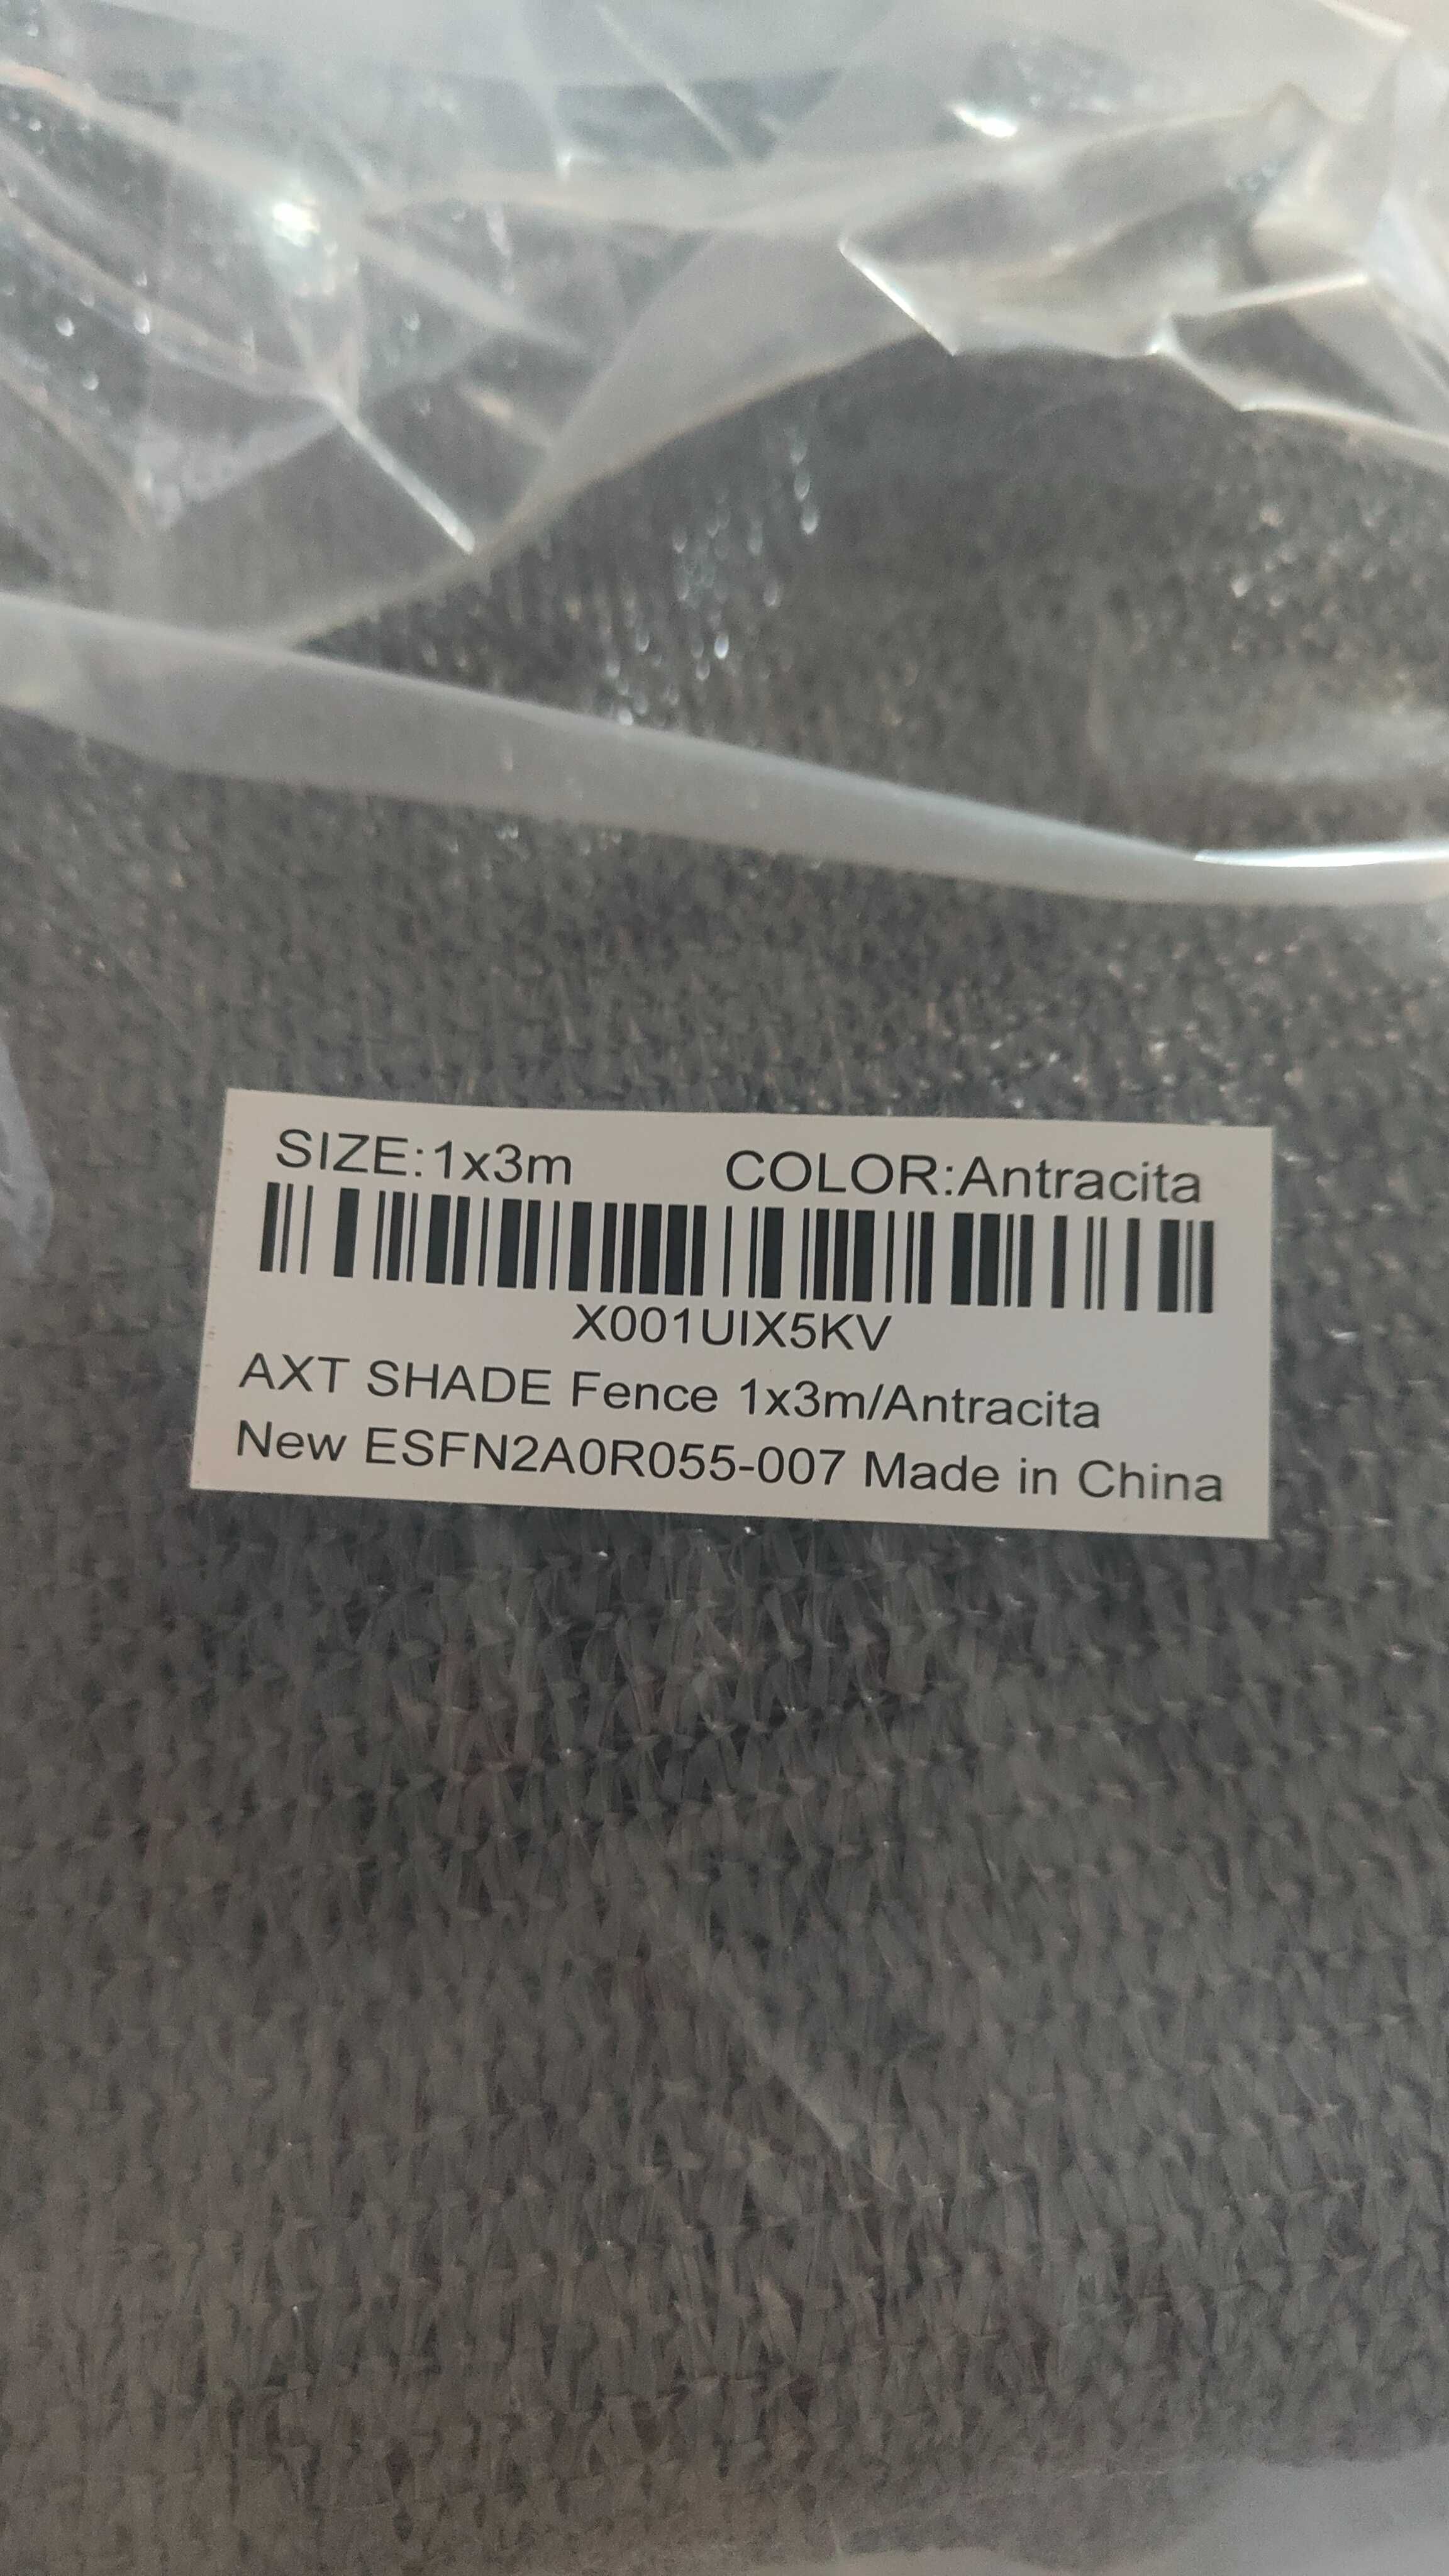 SIZE:1x3m COLOR:Antracita
X001UIX5KV
AXT SHADE Fence 1x3m/Antracita
New ESFN2A0R055-007 Made in China